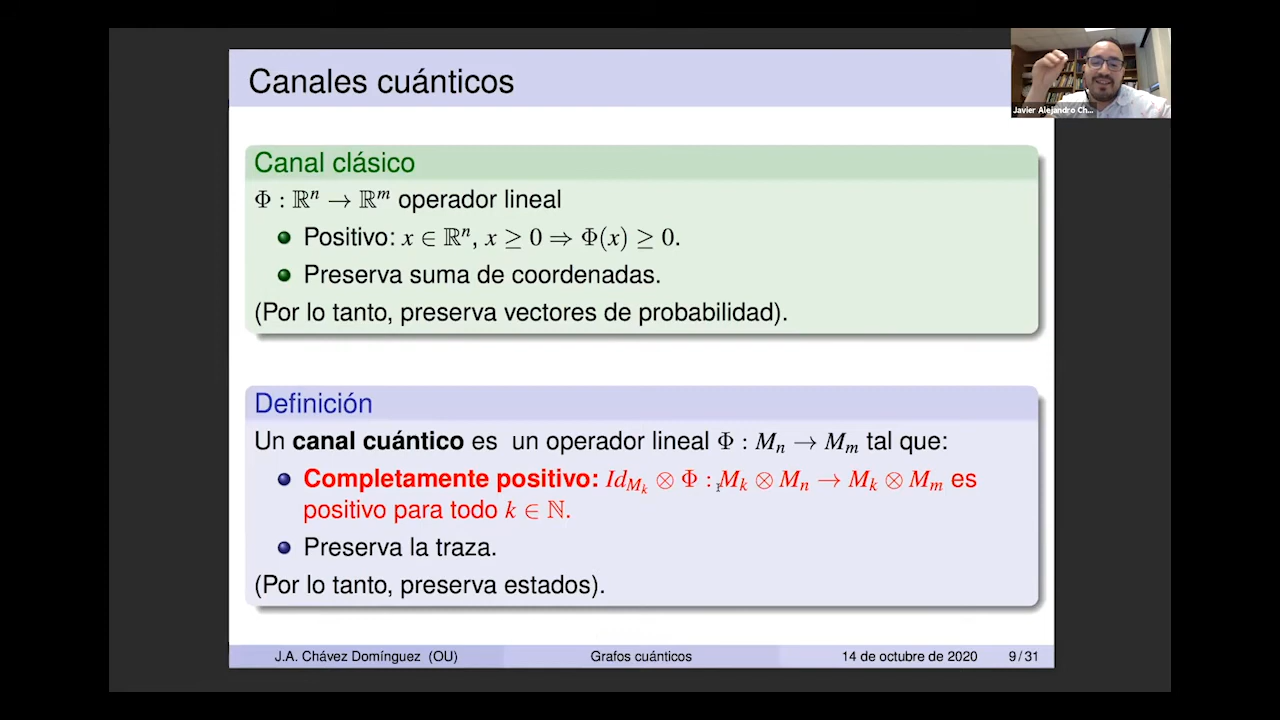 Canales cuánticos
Javier Alejandro Ch...
Canal clásico
Φ : ℝⁿ → ℝᵐ operador lineal
Positivo: x ∈ ℝⁿ, x ≥ 0 ⇒ Φ(x) ≥ 0.
Preserva suma de coordenadas.
(Por lo tanto, preserva vectores de probabilidad).
Definición
Un canal cuántico es un operador lineal Φ : Mₙ → Mₘ tal que:
Completamente positivo: Id_{M_k} ⊗ Φ : M_k ⊗ Mₙ → M_k ⊗ Mₘ es
positivo para todo k ∈ ℕ.
Preserva la traza.
(Por lo tanto, preserva estados).
J.A. Chávez Domínguez (OU) Grafos cuánticos 14 de octubre de 2020 9 / 31